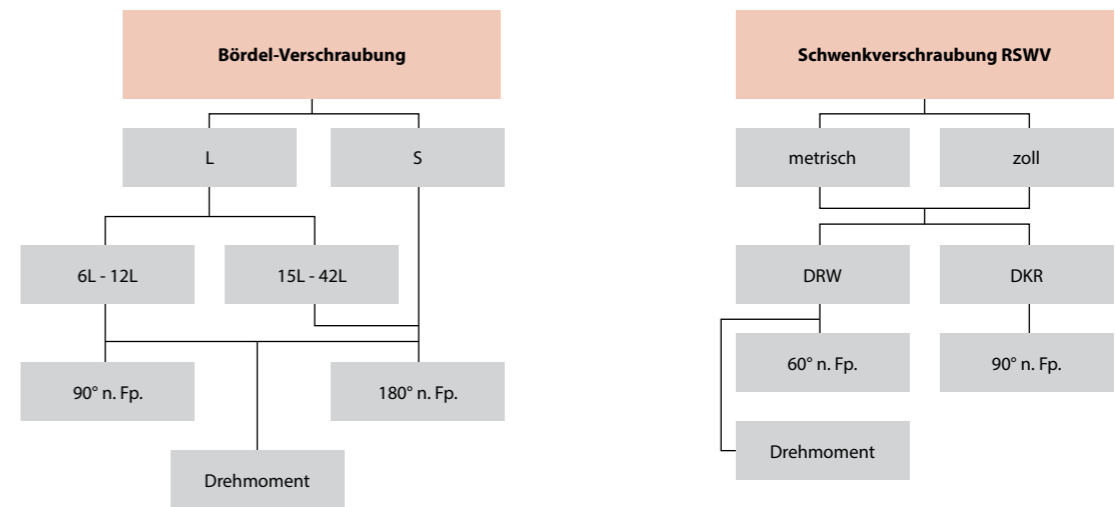 Bördel-Verschraubung
L
S
6L - 12L
15L - 42L
90° n. Fp.
180° n. Fp.
Drehmoment
Schwenkverschraubung RSWV
metrisch
zoll
DRW
DKR
60° n. Fp.
90° n. Fp.
Drehmoment